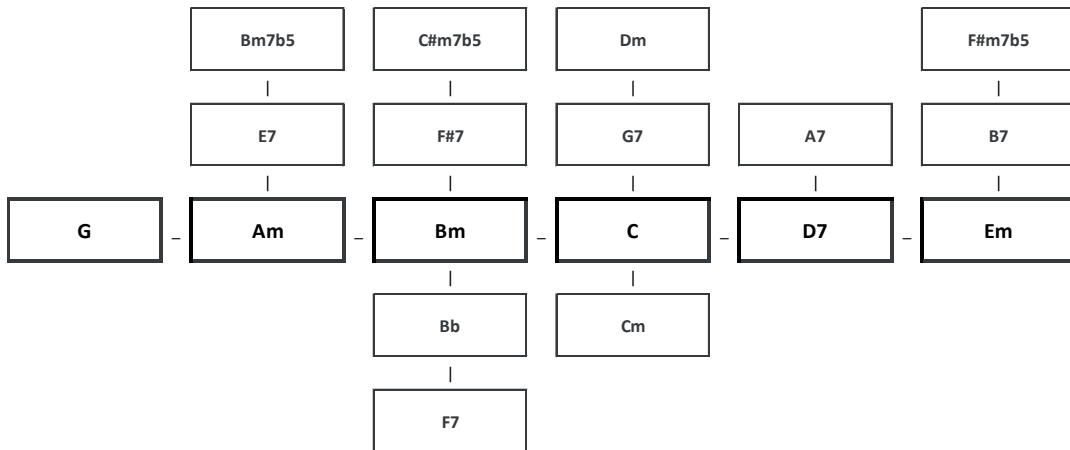 Bm7b5 C#m7b5 Dm F#m7b5
| | | |
E7 F#7 G7 A7 B7
| | | | |
G – Am – Bm – C – D7 – Em
| |
Bb Cm
|
F7